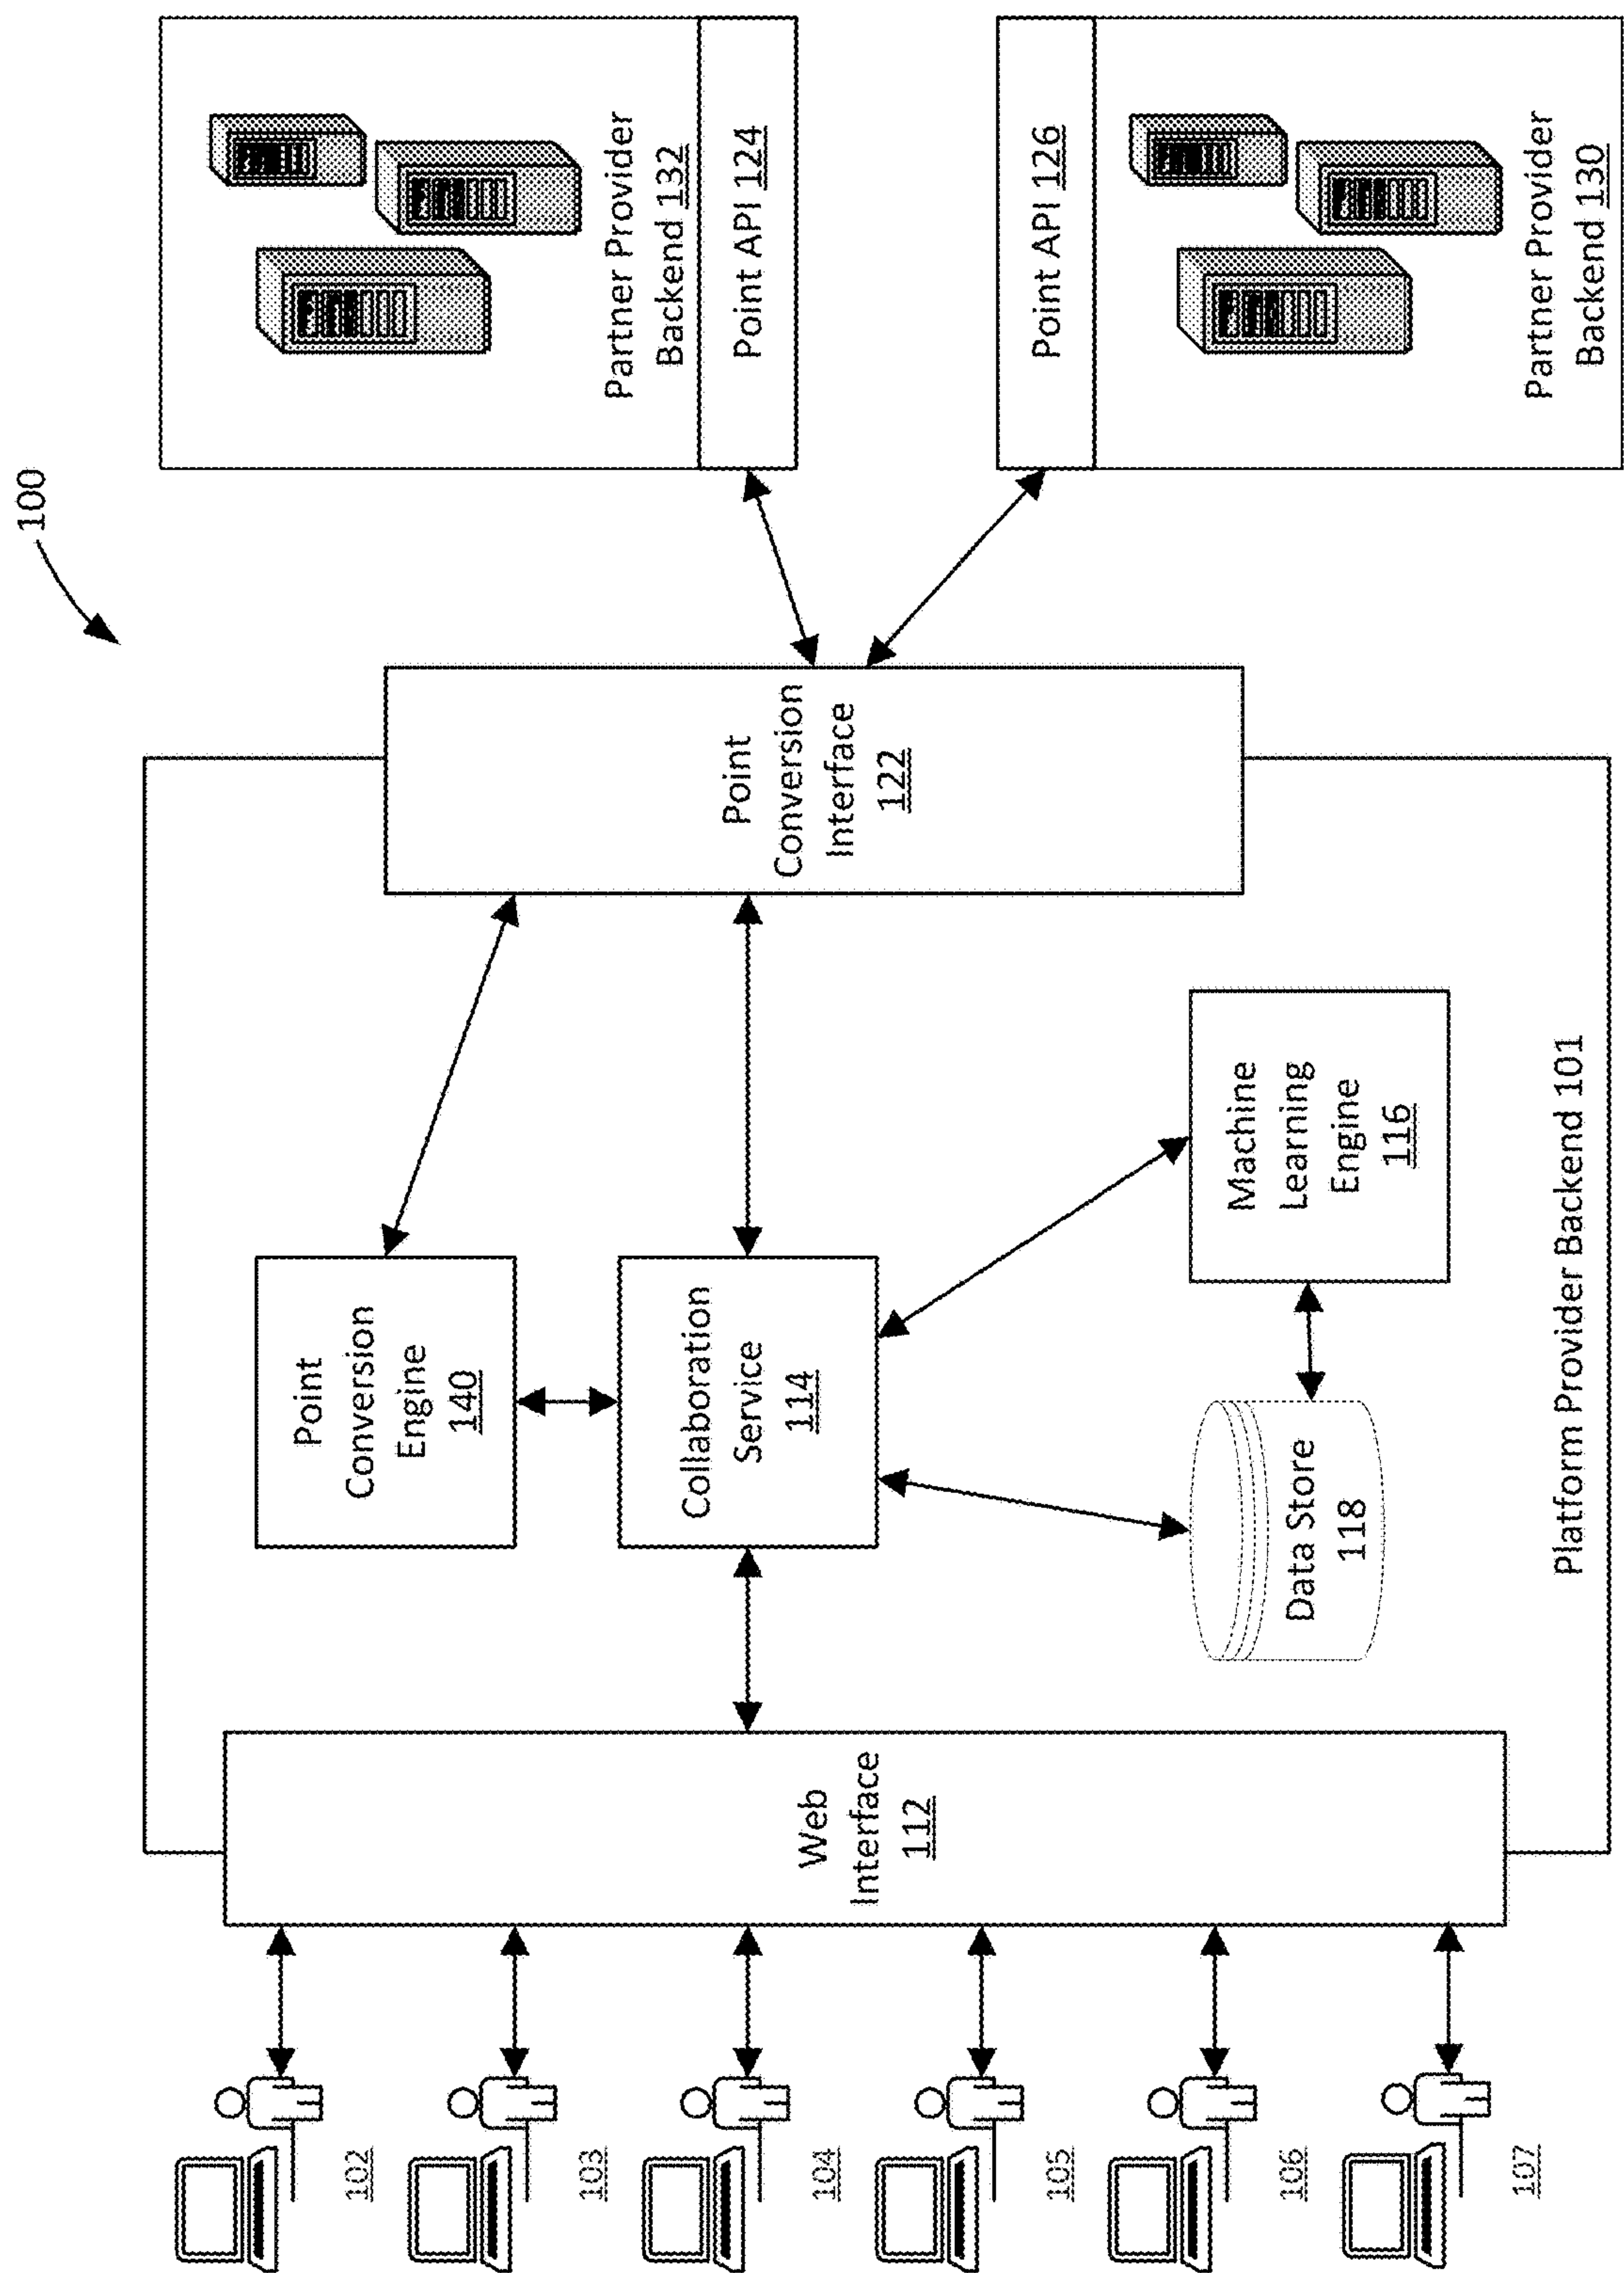 100
102
103
104
105
106
107
Web
Interface
112
Point
Conversion
Engine
140
Collaboration
Service
114
Data Store
118
Machine
Learning
Engine
116
Platform Provider Backend 101
Point
Conversion
Interface
122
Partner Provider
Backend 132
Point API 124
Point API 126
Partner Provider
Backend 130